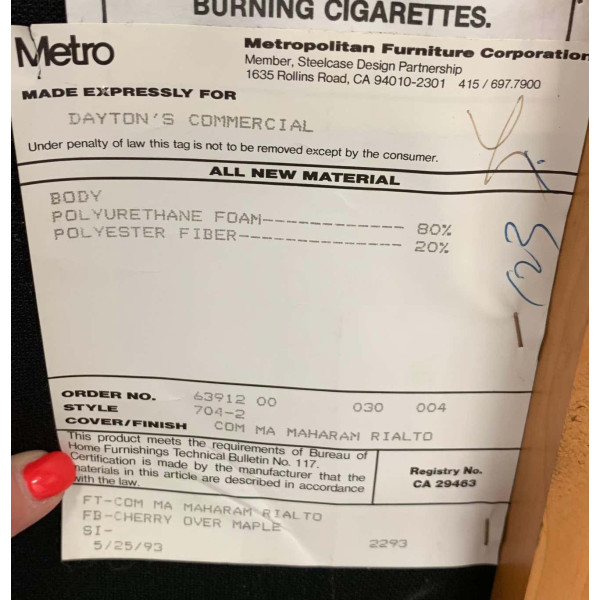 BURNING CIGARETTES.
Metro
Metropolitan Furniture Corporation
Member, Steelcase Design Partnership
1635 Rollins Road, CA 94010-2301 415 / 697.7900
MADE EXPRESSLY FOR
DAYTON'S COMMERCIAL
Under penalty of law this tag is not to be removed except by the consumer.
ALL NEW MATERIAL
BODY
POLYURETHANE FOAM------------ 80%
POLYESTER FIBER-------------- 20%
ORDER NO. 63912 00 030 004
STYLE 704-2
COVER/FINISH COM MA MAHARAM RIALTO
This product meets the requirements of Bureau of
Home Furnishings Technical Bulletin No. 117.
Certification is made by the manufacturer that the
materials in this article are described in accordance
with the law.
Registry No.
CA 29463
FT-COM MA MAHARAM RIALTO
FB-CHERRY OVER MAPLE
SI-
5/25/93 2293